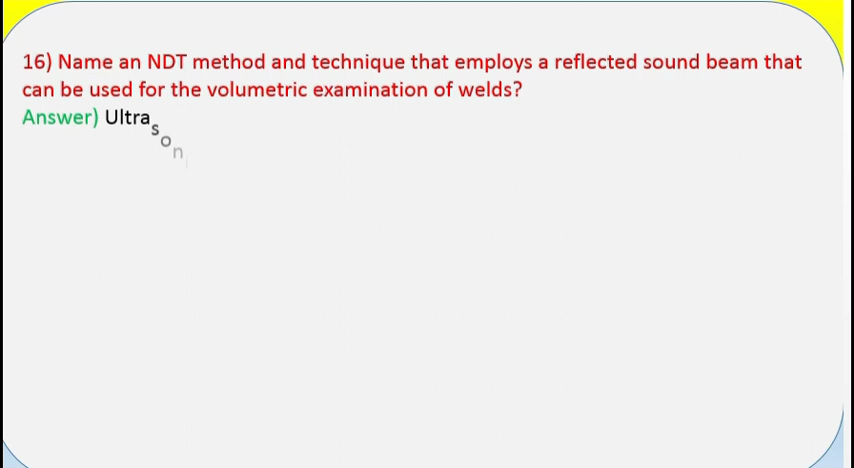 16) Name an NDT method and technique that employs a reflected sound beam that
can be used for the volumetric examination of welds?
Answer) Ultrason